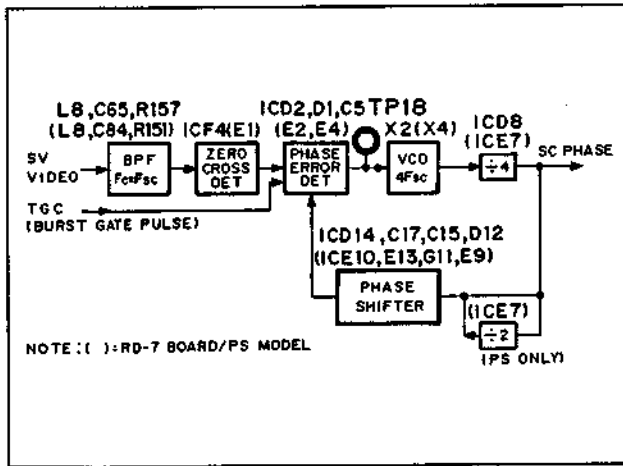 L8,C65,R157
(L8,C84,R151)
ICF4(E1)
ICD2,D1,C5
(E2,E4)
TP18
X2(X4)
ICD8
(ICE7)
SV
VIDEO
BPF
Fc=Fsc
ZERO
CROSS
DET
PHASE
ERROR
DET
VCO
4Fsc
÷4
SC PHASE
TGC
(BURST GATE PULSE)
ICD14,C17,C15,D12
(ICE10,E13,G11,E9)
PHASE
SHIFTER
(ICE7)
÷2
(PS ONLY)
NOTE:( ):RD-7 BOARD/PS MODEL